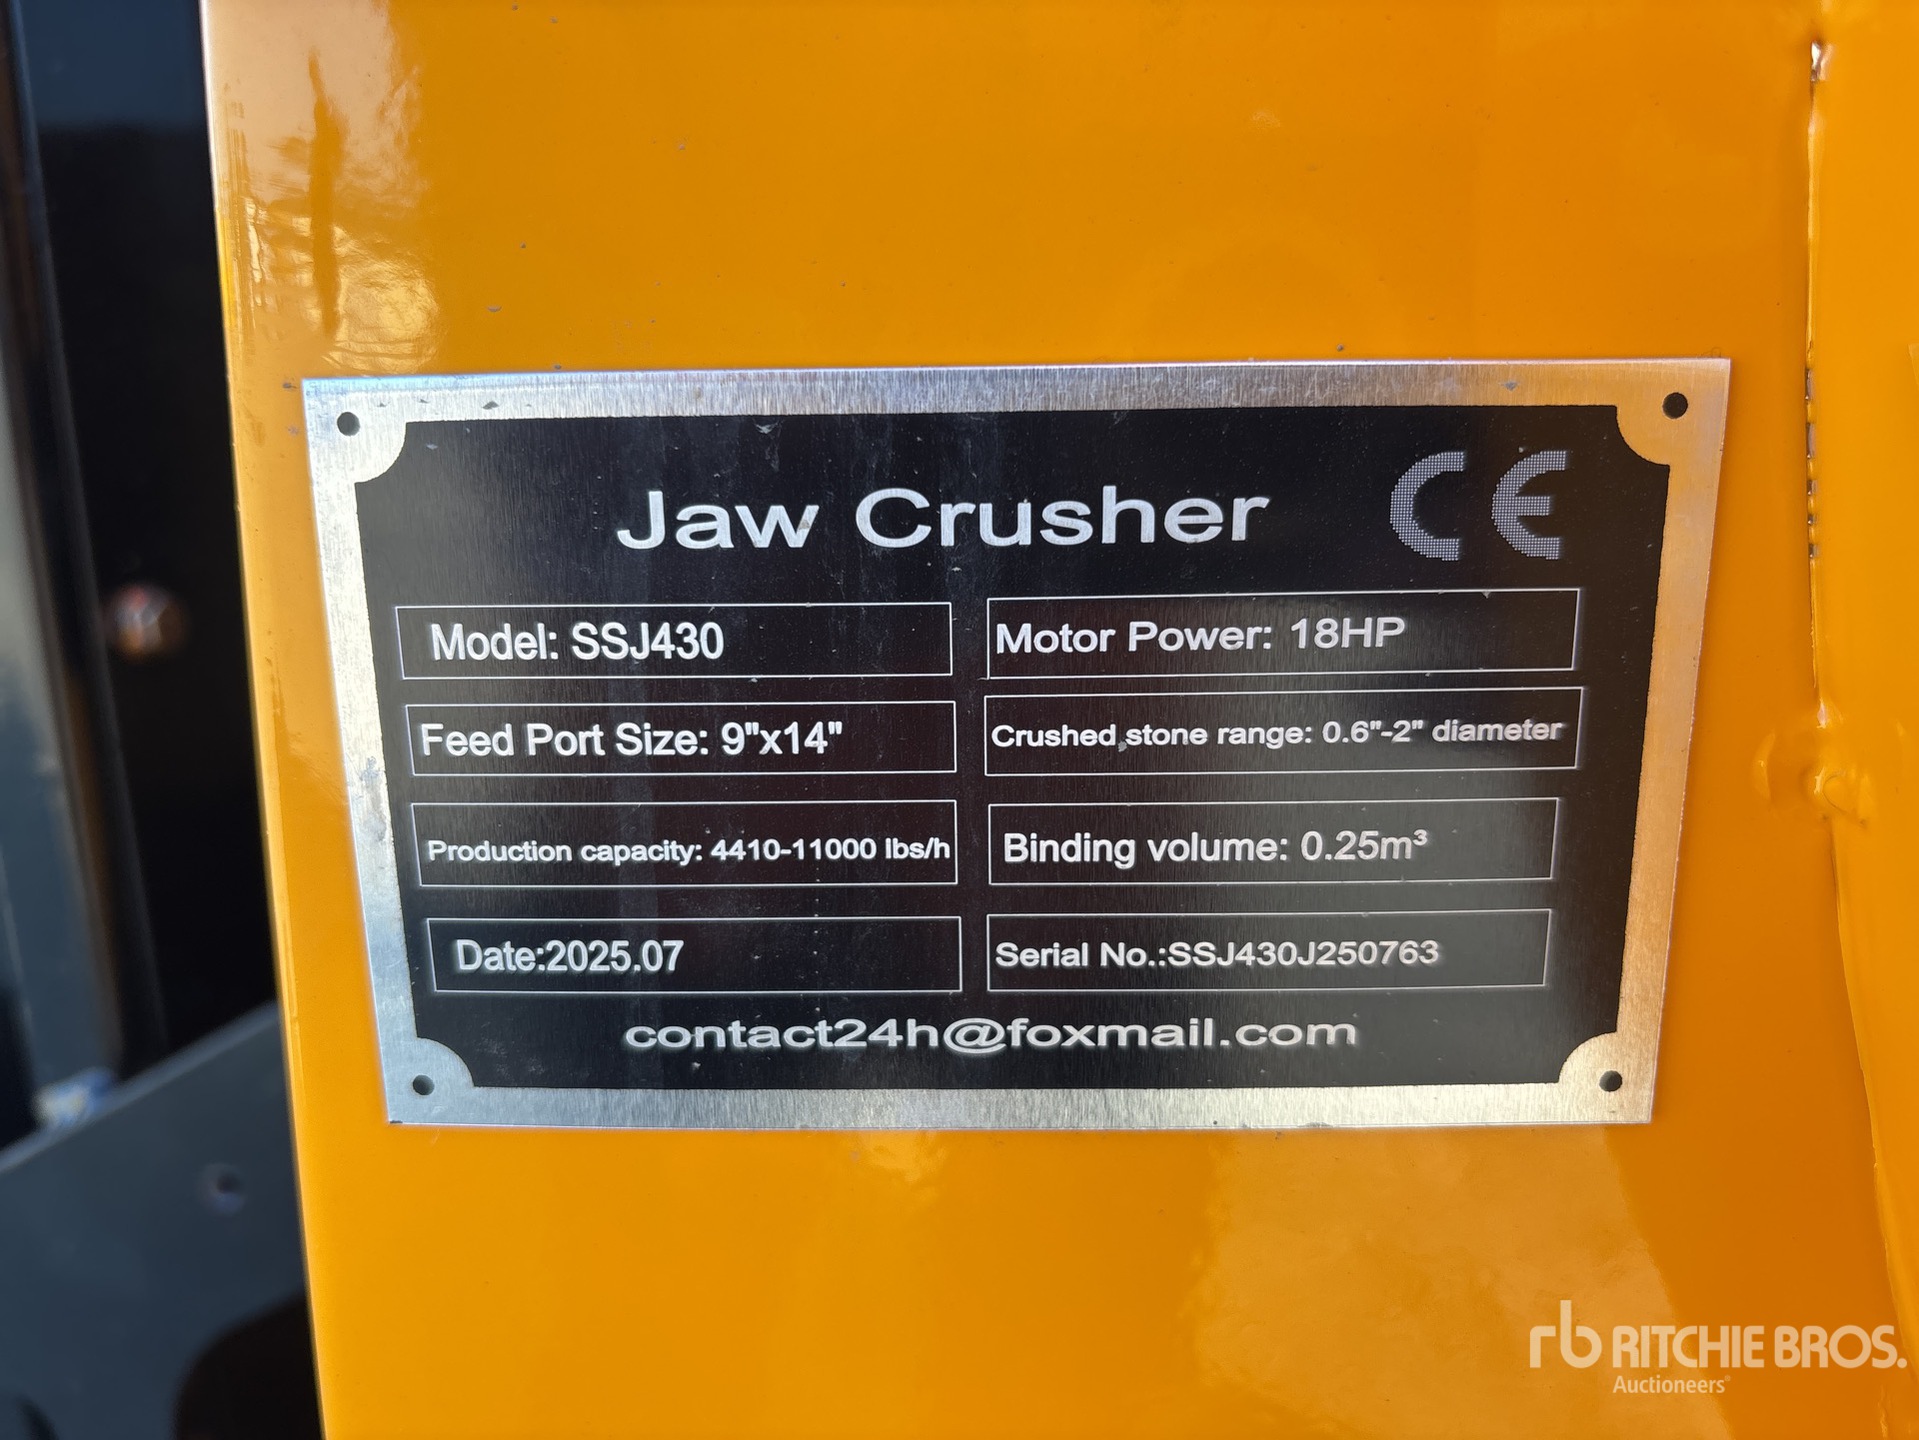 Jaw Crusher CE
Model: SSJ430
Motor Power: 18HP
Feed Port Size: 9"x14"
Crushed stone range: 0.6"-2" diameter
Production capacity: 4410-11000 lbs/h
Binding volume: 0.25m³
Date:2025.07
Serial No.:SSJ430J250763
contact24h@foxmail.com
rb RITCHIE BROS.
Auctioneers